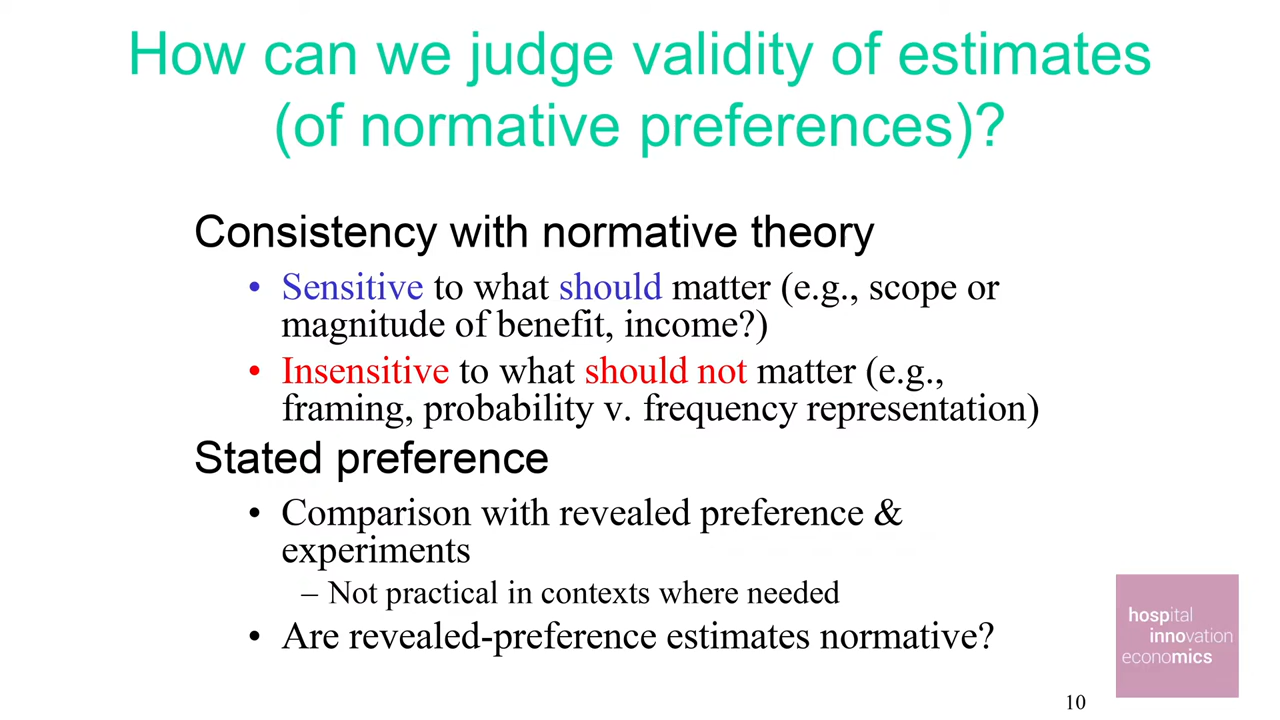 How can we judge validity of estimates
(of normative preferences)?
Consistency with normative theory
• Sensitive to what should matter (e.g., scope or
magnitude of benefit, income?)
• Insensitive to what should not matter (e.g.,
framing, probability v. frequency representation)
Stated preference
• Comparison with revealed preference &
experiments
– Not practical in contexts where needed
• Are revealed-preference estimates normative?
hospital
innovation
economics
10